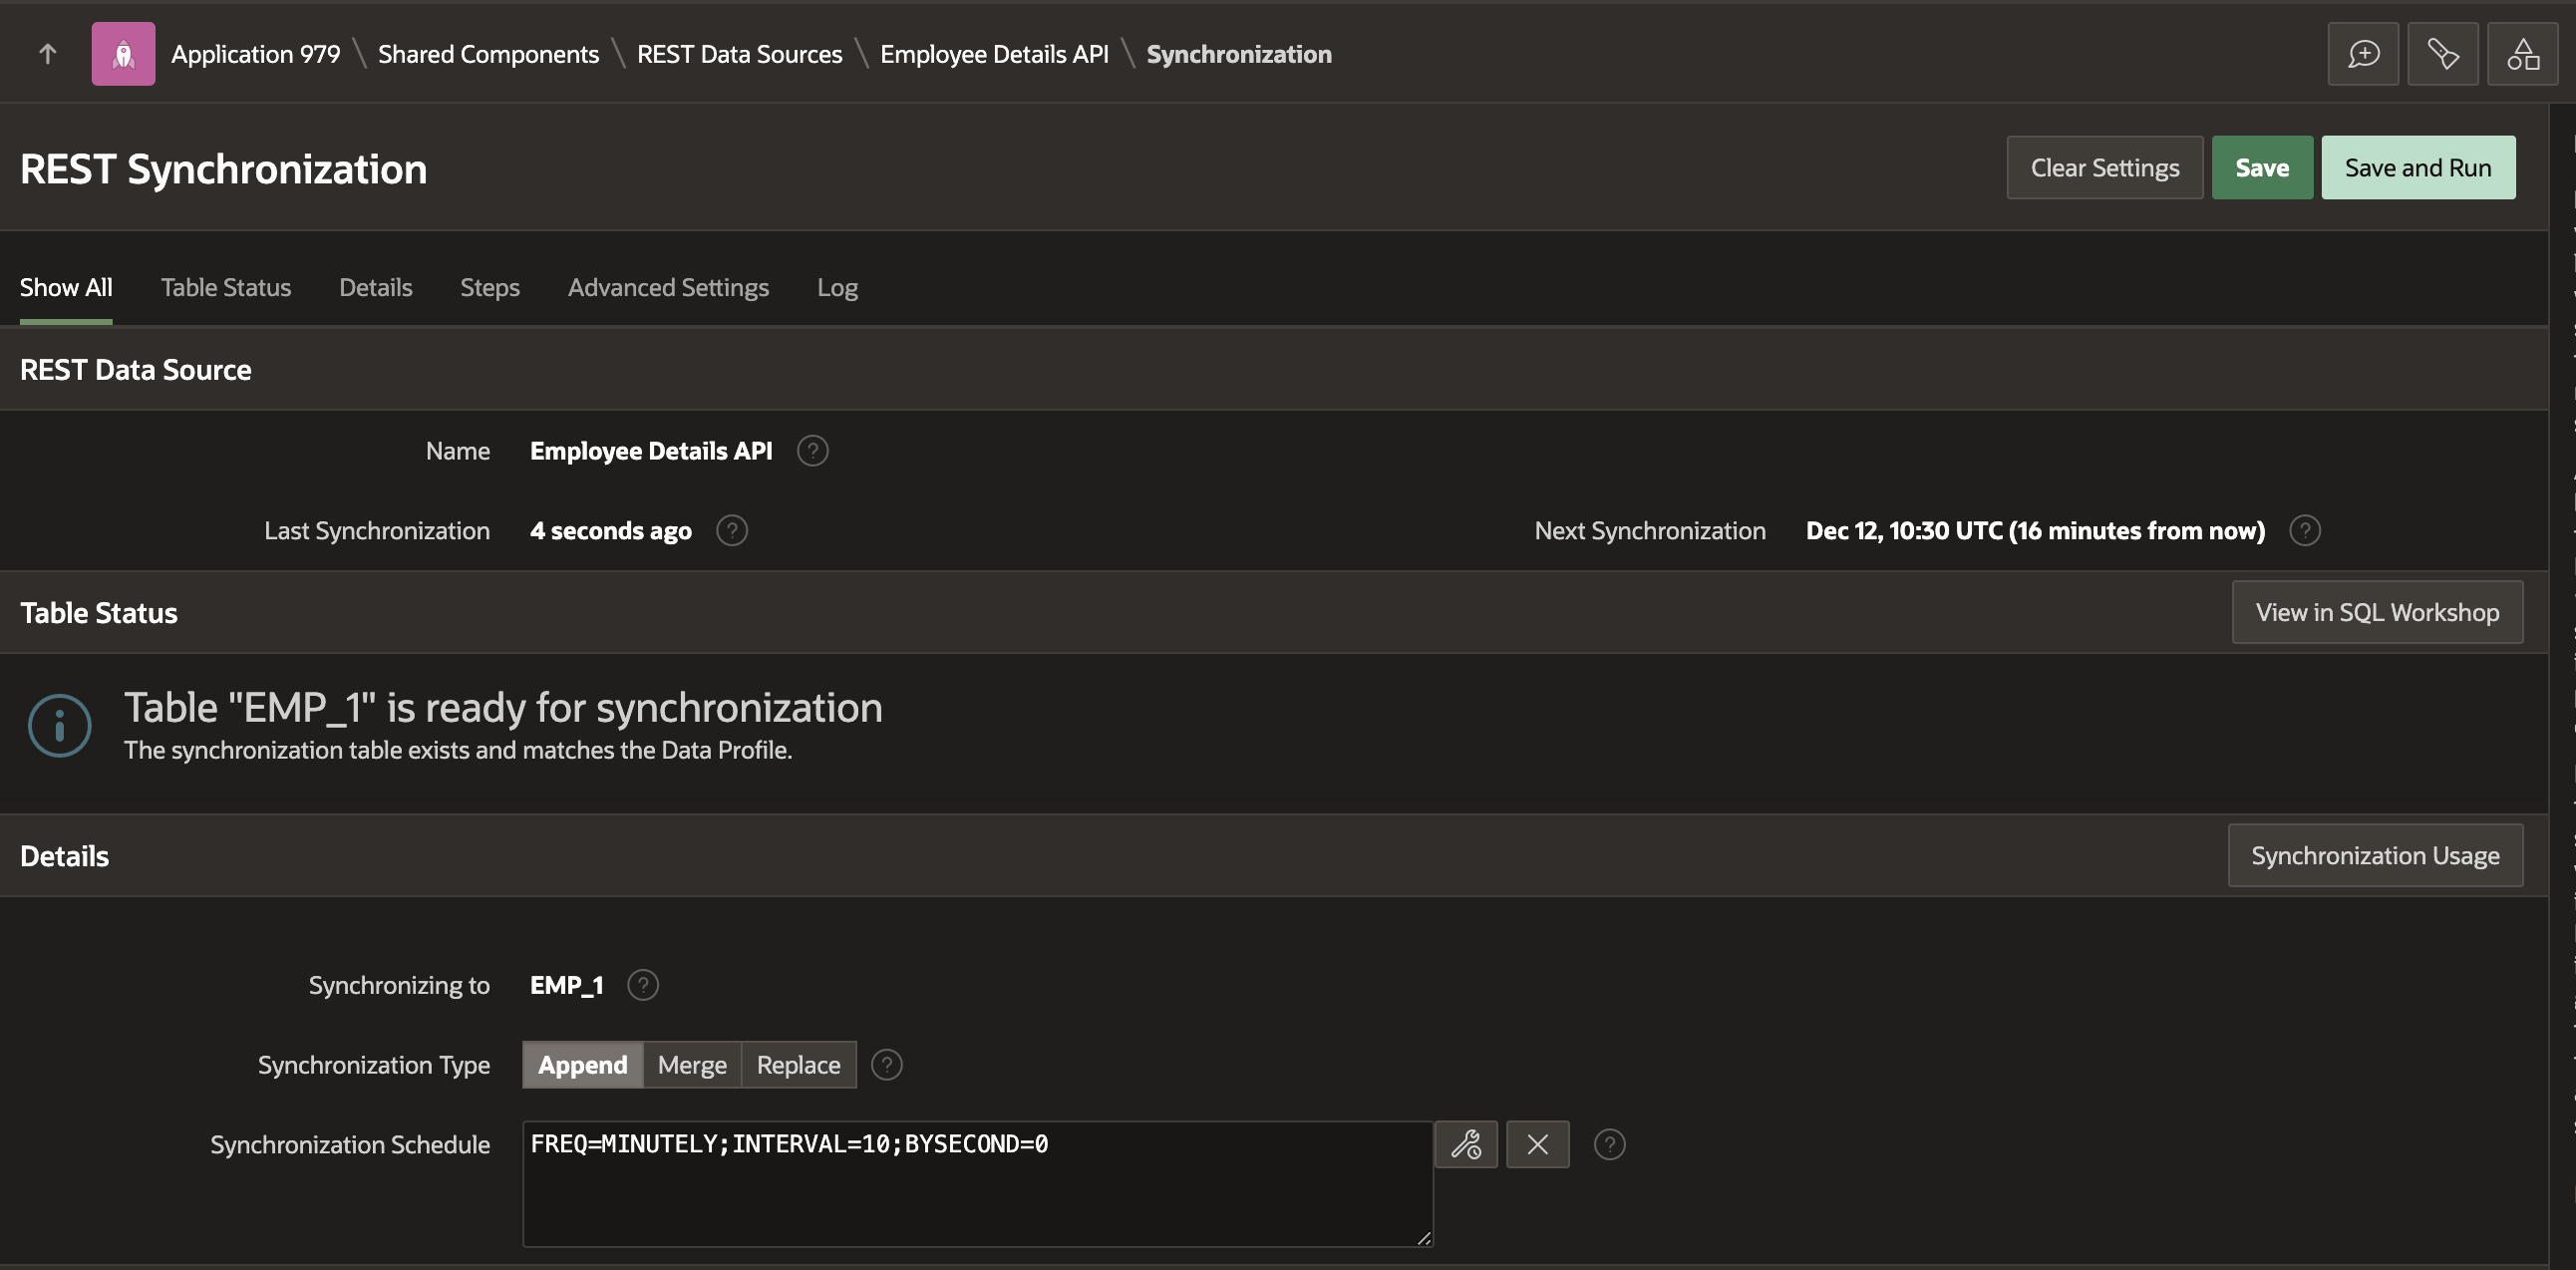 Application 979 \ Shared Components \ REST Data Sources \ Employee Details API \ Synchronization
REST Synchronization
Clear Settings Save Save and Run
Show All Table Status Details Steps Advanced Settings Log
REST Data Source
Name Employee Details API ?
Last Synchronization 4 seconds ago ? Next Synchronization Dec 12, 10:30 UTC (16 minutes from now) ?
Table Status View in SQL Workshop
Table "EMP_1" is ready for synchronization
The synchronization table exists and matches the Data Profile.
Details Synchronization Usage
Synchronizing to EMP_1 ?
Synchronization Type Append Merge Replace ?
Synchronization Schedule FREQ=MINUTELY;INTERVAL=10;BYSECOND=0 ?